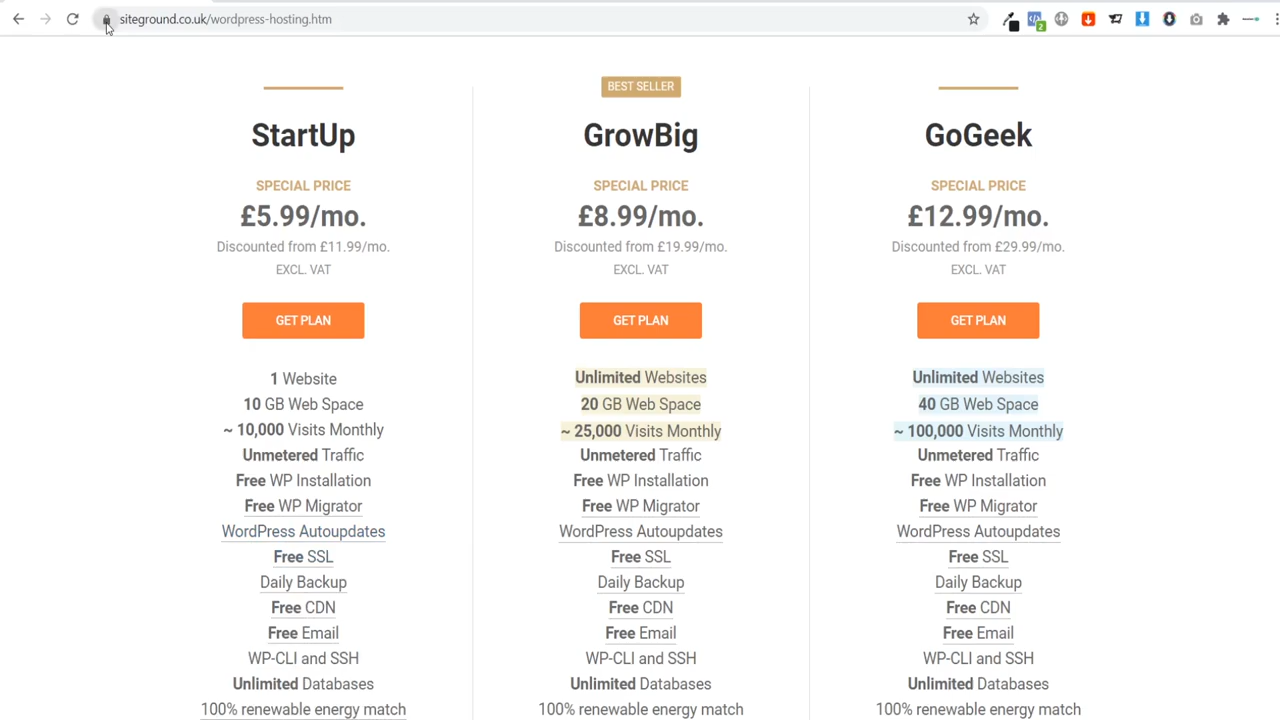 siteground.co.uk/wordpress-hosting.htm
2
BEST SELLER
StartUp
SPECIAL PRICE
£5.99/mo.
Discounted from £11.99/mo.
EXCL. VAT
GET PLAN
1 Website
10 GB Web Space
~ 10,000 Visits Monthly
Unmetered Traffic
Free WP Installation
Free WP Migrator
WordPress Autoupdates
Free SSL
Daily Backup
Free CDN
Free Email
WP-CLI and SSH
Unlimited Databases
100% renewable energy match
GrowBig
SPECIAL PRICE
£8.99/mo.
Discounted from £19.99/mo.
EXCL. VAT
GET PLAN
Unlimited Websites
20 GB Web Space
~ 25,000 Visits Monthly
Unmetered Traffic
Free WP Installation
Free WP Migrator
WordPress Autoupdates
Free SSL
Daily Backup
Free CDN
Free Email
WP-CLI and SSH
Unlimited Databases
100% renewable energy match
GoGeek
SPECIAL PRICE
£12.99/mo.
Discounted from £29.99/mo.
EXCL. VAT
GET PLAN
Unlimited Websites
40 GB Web Space
~ 100,000 Visits Monthly
Unmetered Traffic
Free WP Installation
Free WP Migrator
WordPress Autoupdates
Free SSL
Daily Backup
Free CDN
Free Email
WP-CLI and SSH
Unlimited Databases
100% renewable energy match